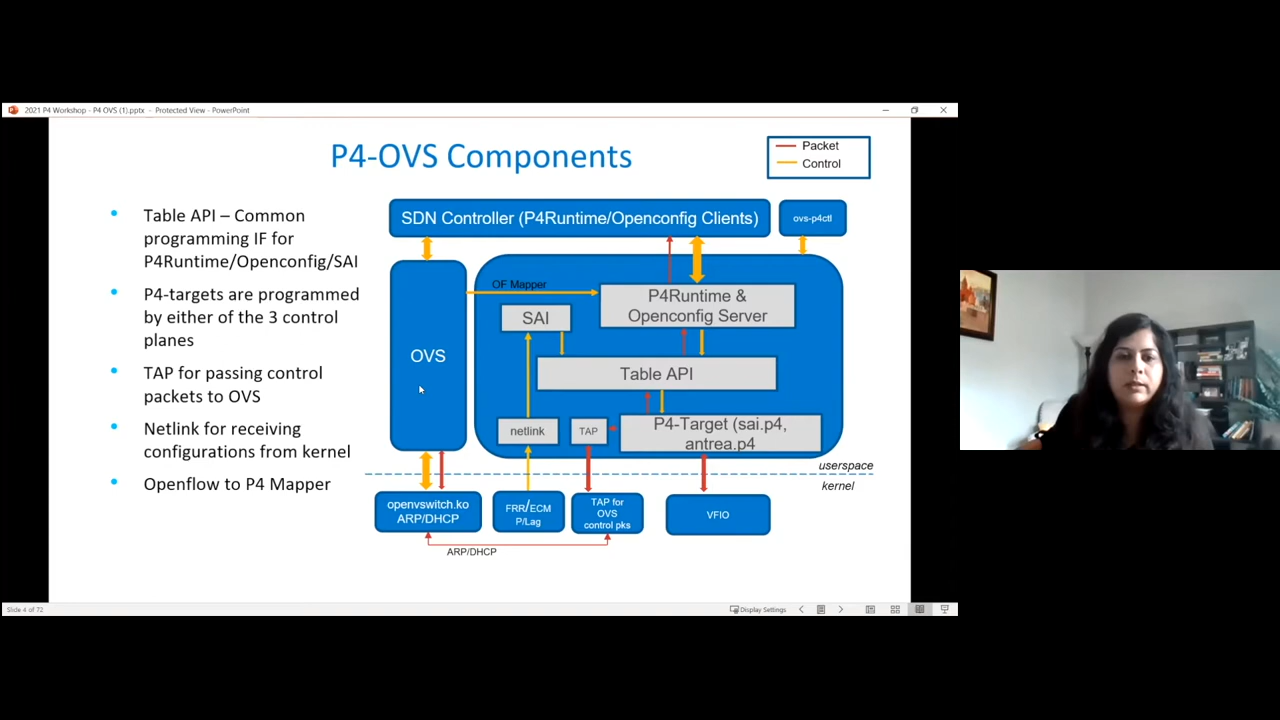 2021 P4 Workshop - P4 OVS (1).pptx - Protected View - PowerPoint
P4-OVS Components
Packet
Control
Table API – Common
programming IF for
P4Runtime/Openconfig/SAI
P4-targets are programmed
by either of the 3 control
planes
TAP for passing control
packets to OVS
Netlink for receiving
configurations from kernel
Openflow to P4 Mapper
SDN Controller (P4Runtime/Openconfig Clients)
ovs-p4ctl
OF Mapper
P4Runtime &
Openconfig Server
SAI
OVS
Table API
netlink
TAP
P4-Target (sai.p4,
antrea.p4
userspace
kernel
openvswitch.ko
ARP/DHCP
FRR/ECM
P/Lag
TAP for
OVS
control pks
VFIO
ARP/DHCP
Slide 4 of 72
Display Settings